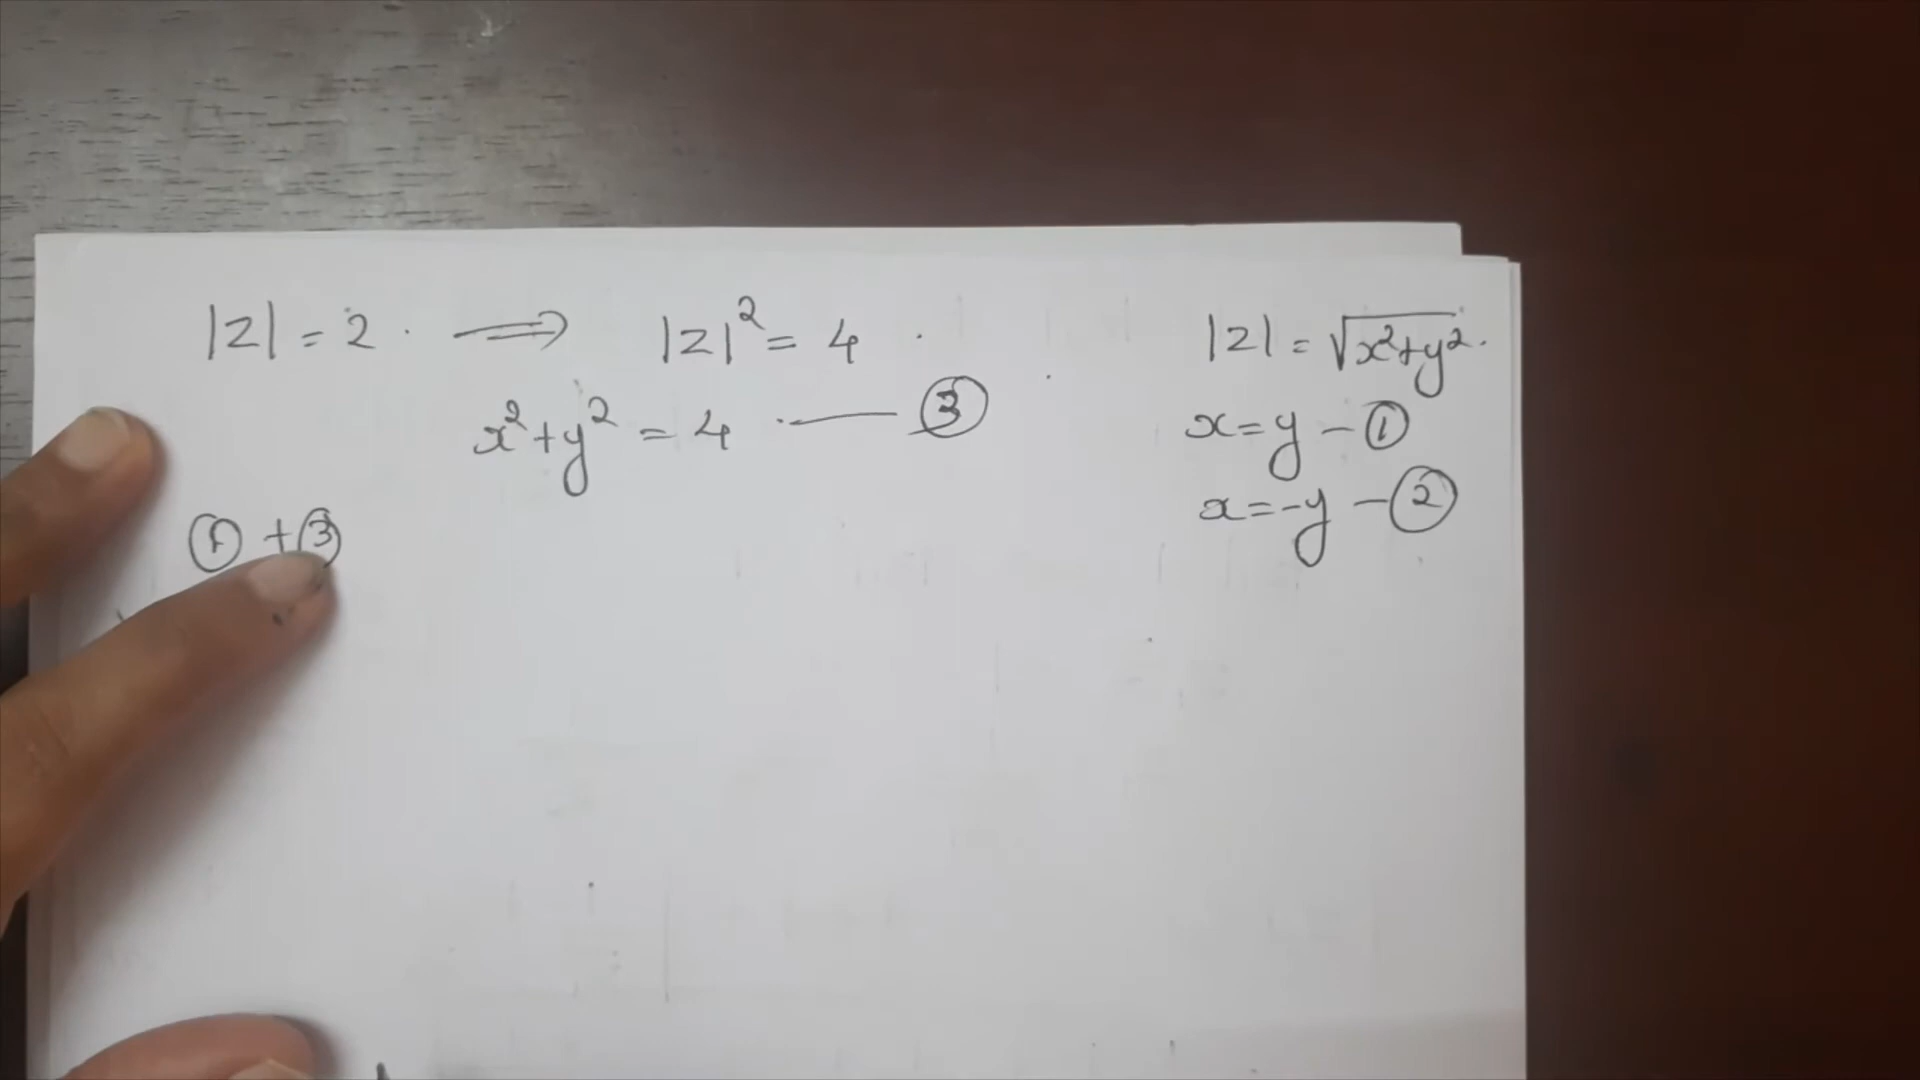 |z| = 2 . ⟹ |z|² = 4 .
x² + y² = 4 . —— ③
① + ③
|z| = √x²+y² .
x = y – ①
x = -y – ②